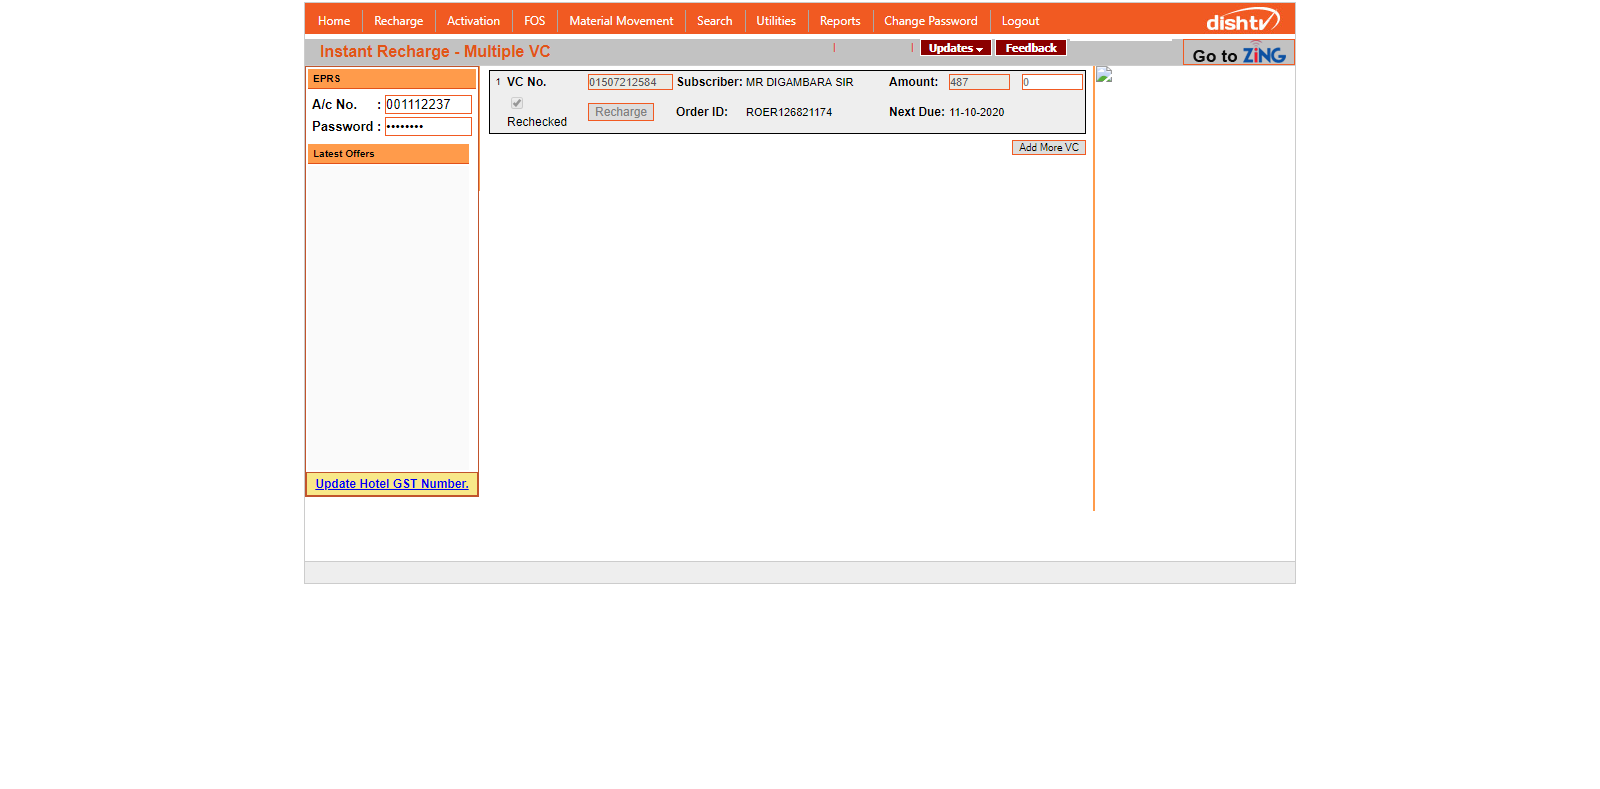 Home Recharge Activation FOS Material Movement Search Utilities Reports Change Password Logout dishtv
Instant Recharge - Multiple VC Updates Feedback Go to ZiNG
EPRS
A/c No. : 001112237
Password : ••••••••
Latest Offers
Update Hotel GST Number.
1 VC No. 01507212584 Subscriber: MR DIGAMBARA SIR Amount: 487 0
Rechecked Recharge Order ID: ROER126821174 Next Due: 11-10-2020
Add More VC